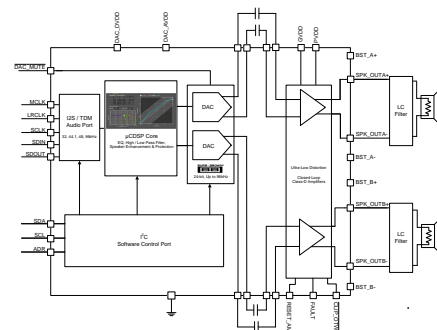 DAC_DVDD
DAC_AVDD
GVDD
PVDD
BST_A+
DAC_MUTE
SPK_OUTA+
MCLK
LRCLK
SCLK
SDIN
SDOUT
I2S / TDM
Audio Port
32, 44.1, 48, 96kHz
µCDSP Core
EQ, High / Low Pass Filter,
Speaker Enhancement & Protection
DAC
DAC
24-bit, Up to 96kHz
LC
Filter
SPK_OUTA-
BST_A-
Ultra-Low Distortion
Closed Loop
Class-D Amplifiers
BST_B+
SPK_OUTB+
SDA
SCL
ADR
I²C
Software Control Port
LC
Filter
SPK_OUTB-
BST_B-
FAULT